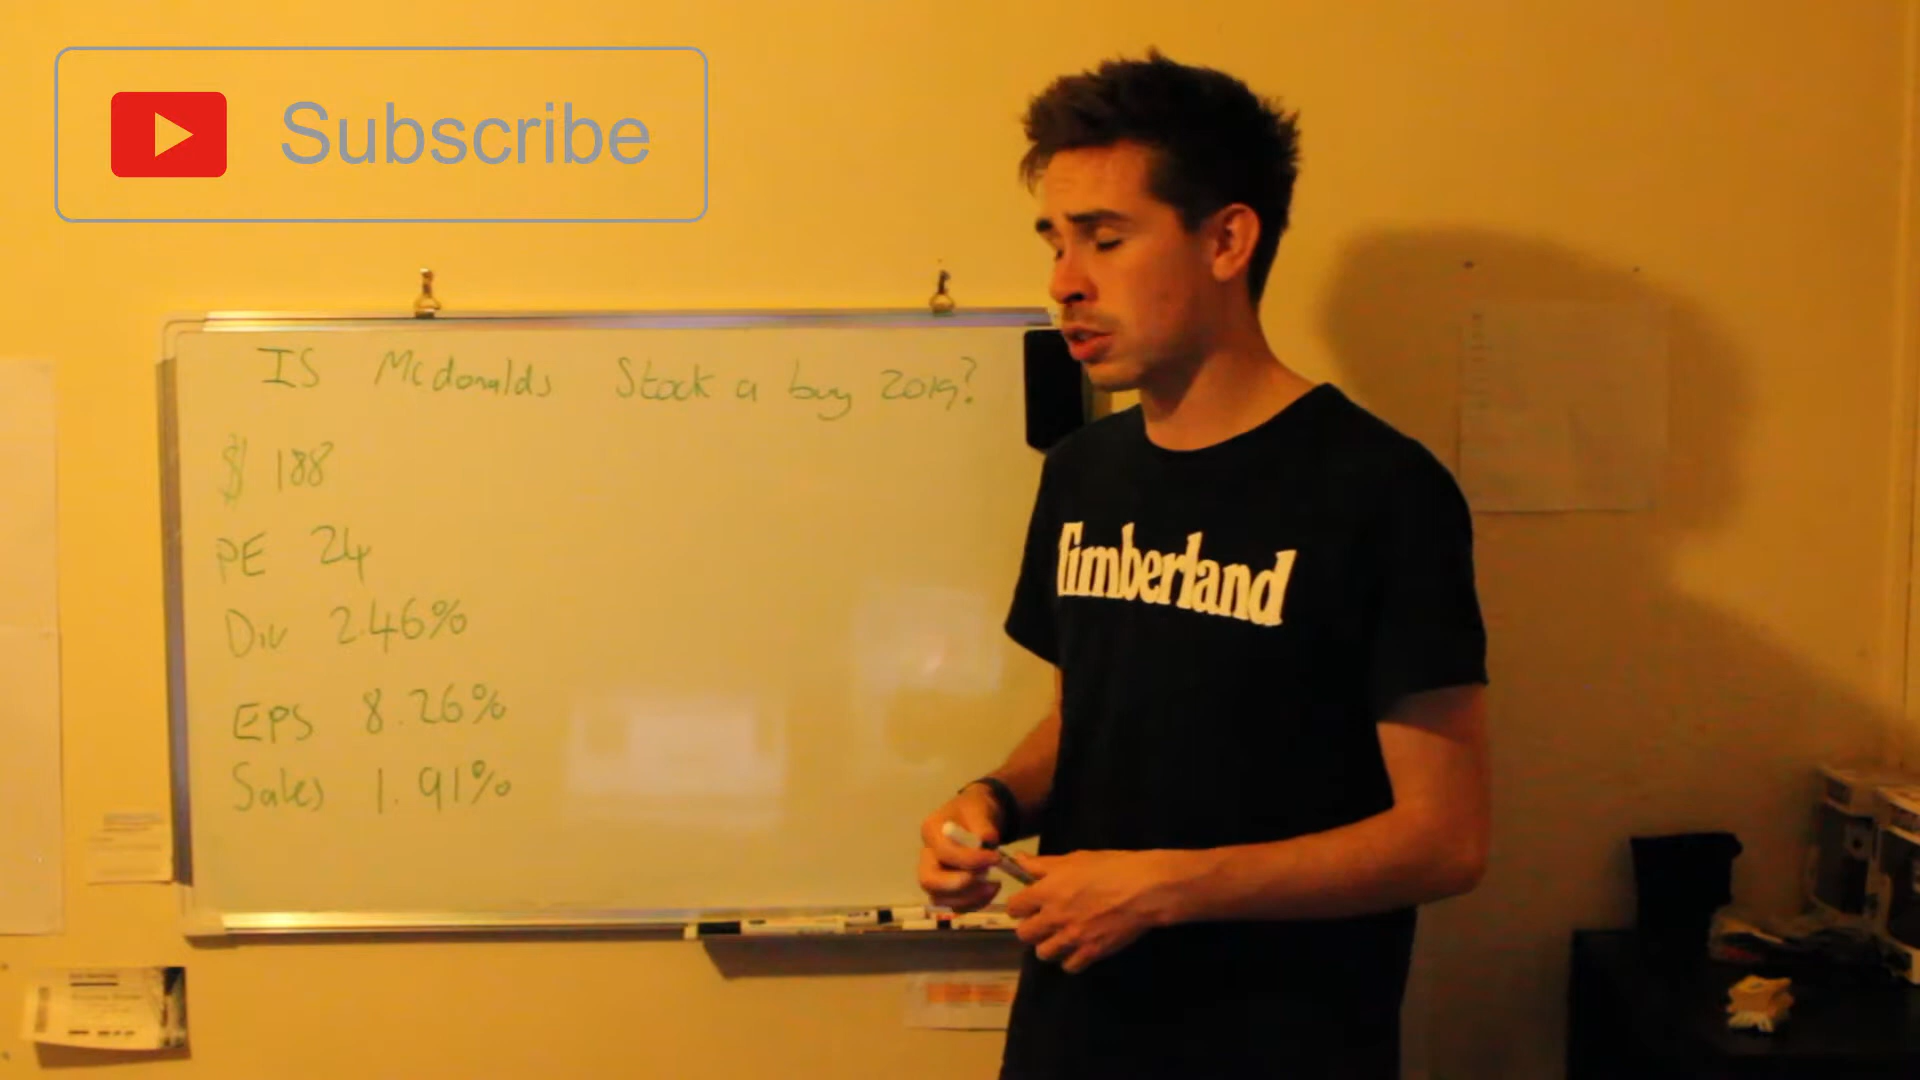 Subscribe
IS Mcdonalds Stock a buy 2019?
$ 188
PE 24
Div 2.46%
EPS 8.26%
Sales 1.91%
Timberland